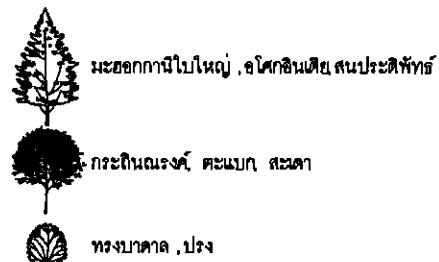 มะฮอกกานีใบใหญ่ ,อโศกอินเดีย,สนประดิพัทธ์
กระถินณรงค์, ตะแบก, สะเดา
ทรงบาดาล ,ปรง